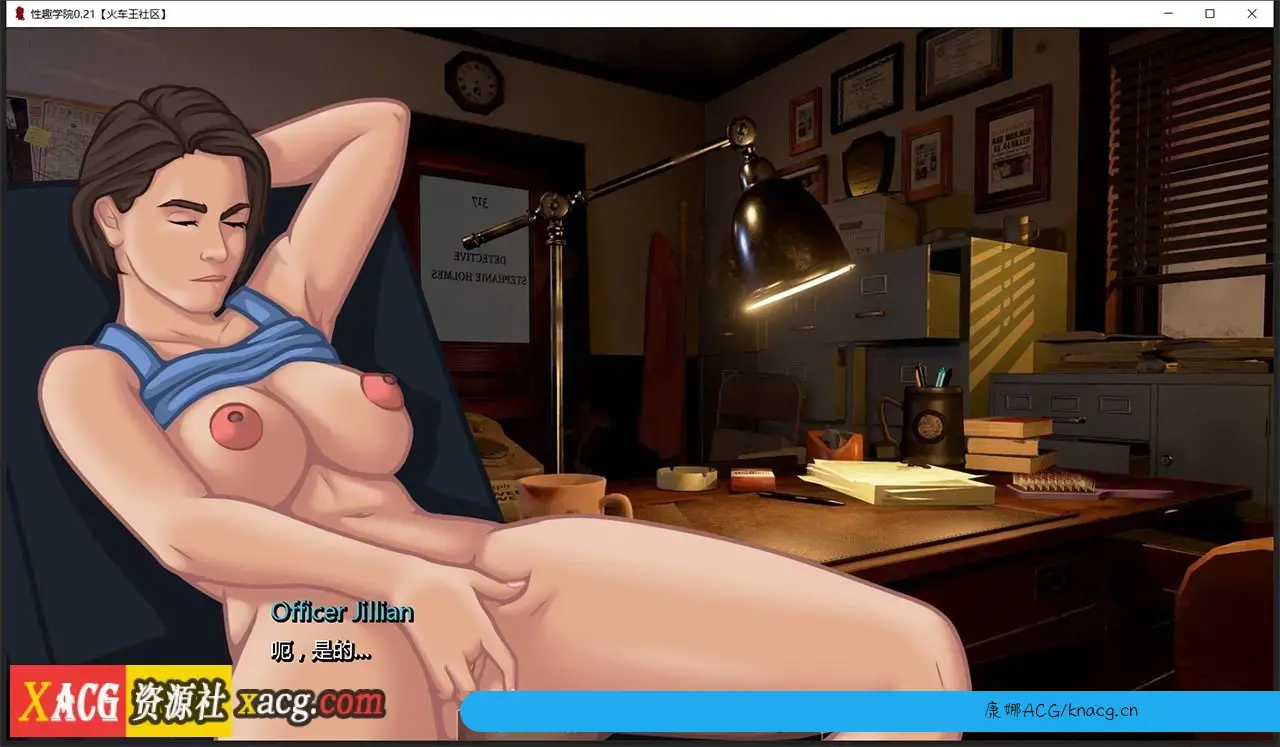 性趣学院0.21【火车王社区】
317
DETECTIVE
STEPHANIE HOLMES
Officer Jillian
呃，是的...
XACG 资源社 xacg.com
康娜ACG/knacg.cn